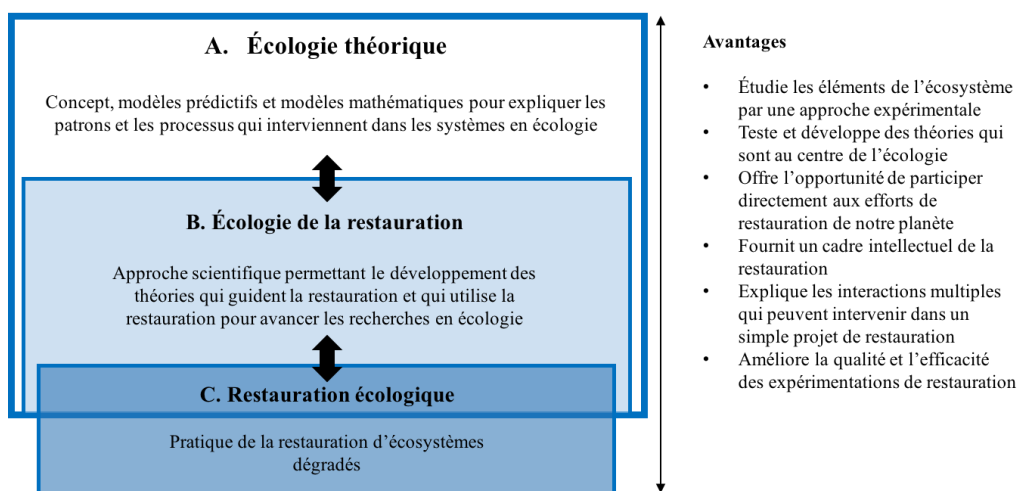 A. Écologie théorique
Concept, modèles prédictifs et modèles mathématiques pour expliquer les
patrons et les processus qui interviennent dans les systèmes en écologie
B. Écologie de la restauration
Approche scientifique permettant le développement des
théories qui guident la restauration et qui utilise la
restauration pour avancer les recherches en écologie
C. Restauration écologique
Pratique de la restauration d’écosystèmes
dégradés
Avantages
• Étudie les éléments de l’écosystème
par une approche expérimentale
• Teste et développe des théories qui
sont au centre de l’écologie
• Offre l’opportunité de participer
directement aux efforts de
restauration de notre planète
• Fournit un cadre intellectuel de la
restauration
• Explique les interactions multiples
qui peuvent intervenir dans un
simple projet de restauration
• Améliore la qualité et l’efficacité
des expérimentations de restauration